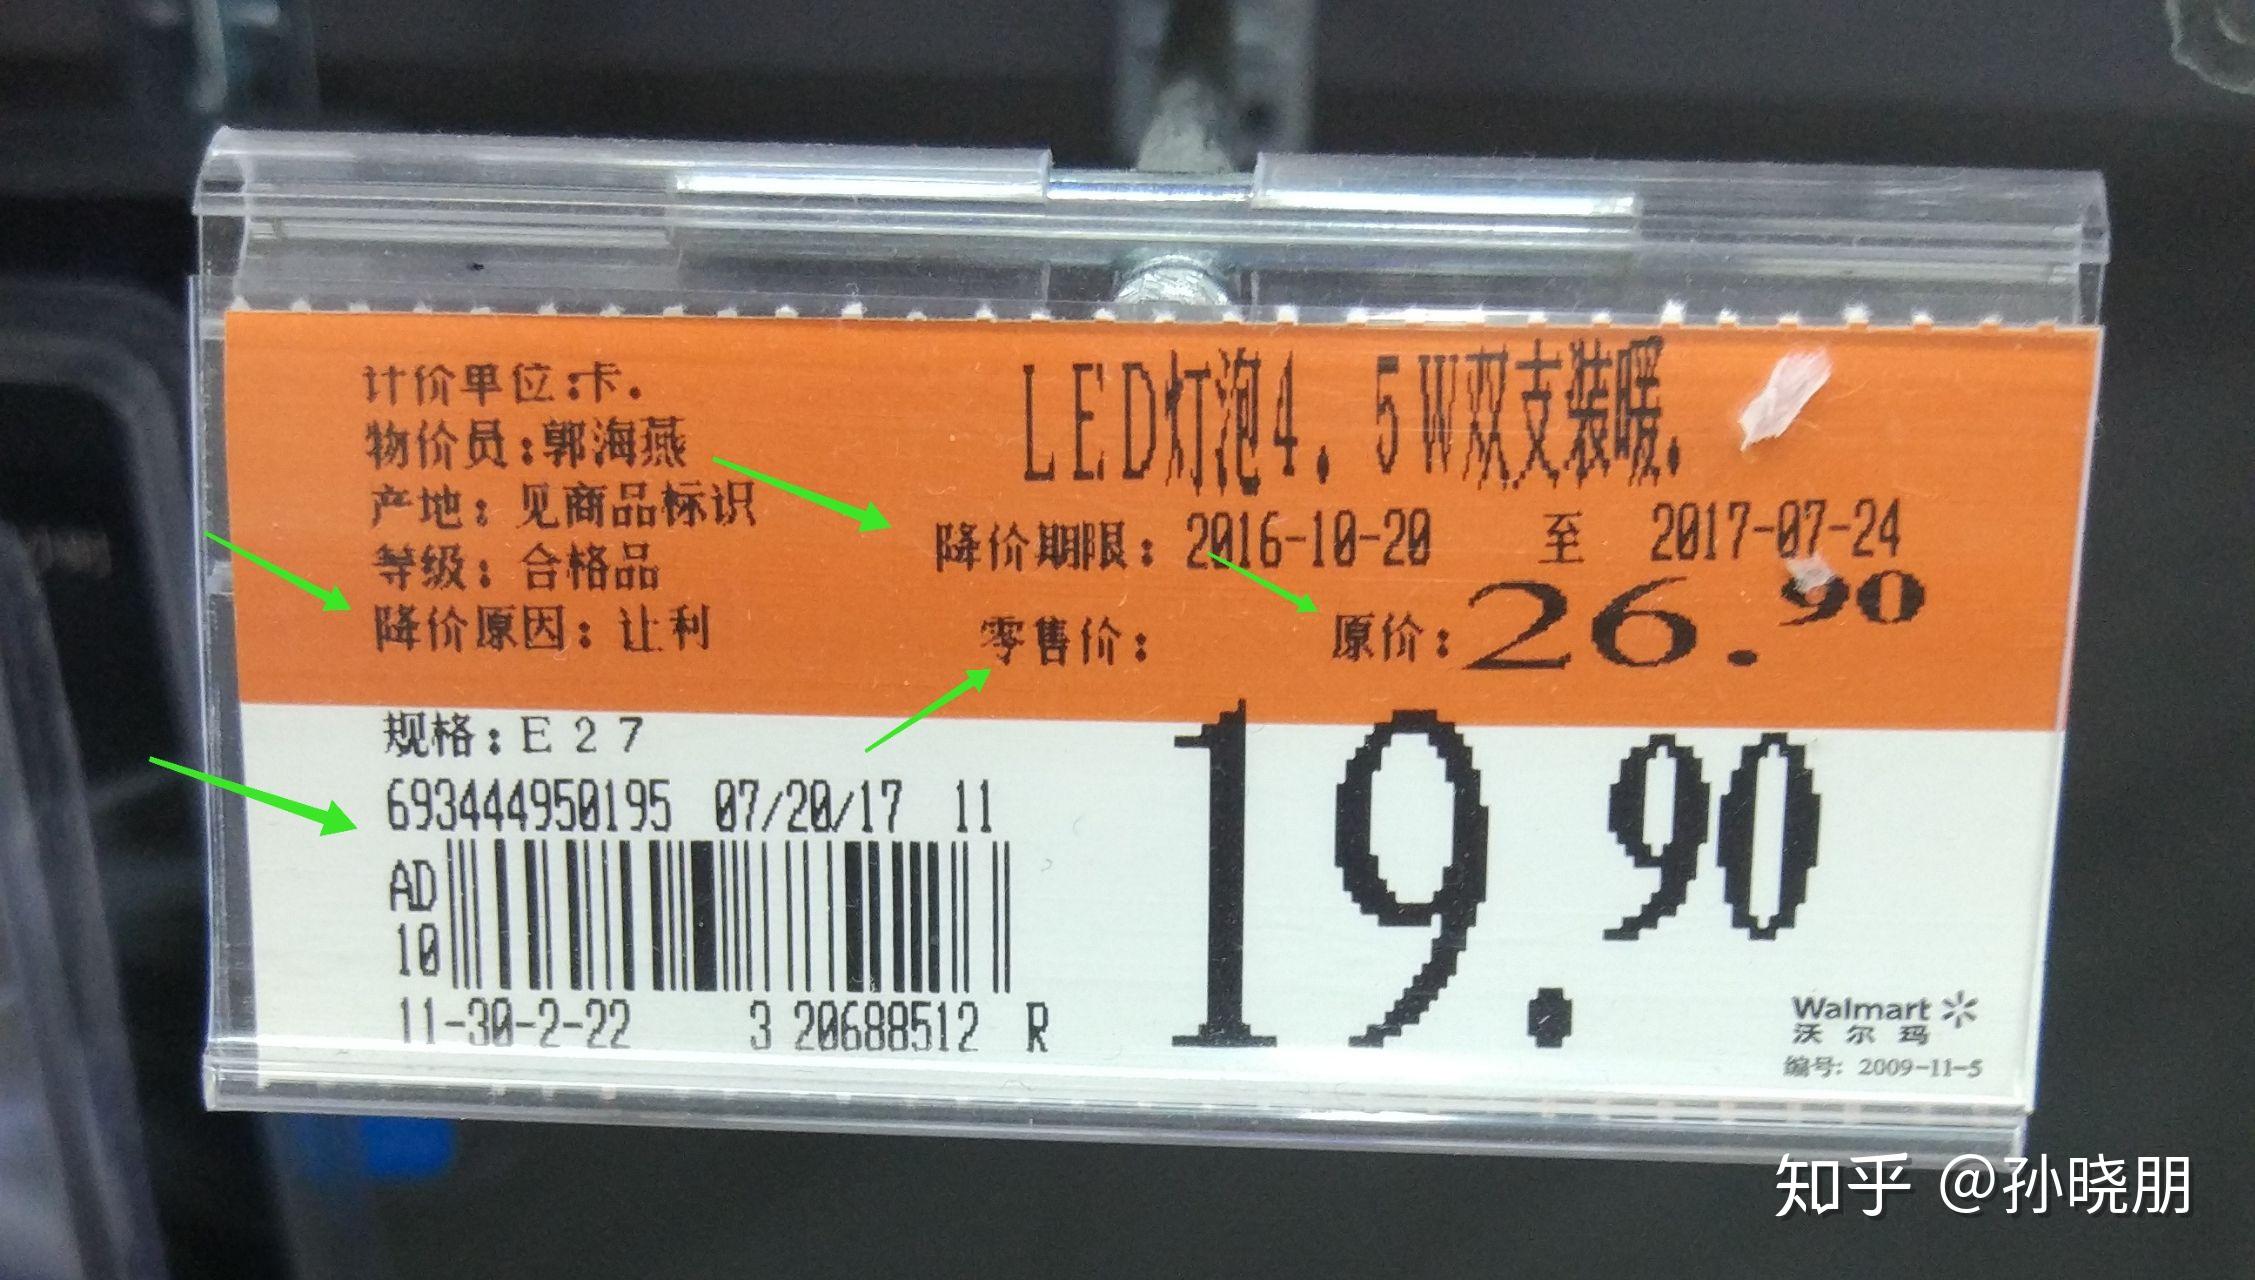 计价单位:卡.
物价员:郭海燕
产地: 见商品标识
等级: 合格品
降价原因: 让利
LED灯泡4. 5W双支装暖.
降价期限: 2016-10-20 至 2017-07-24
零售价: 原价: 26.90
规格: E27
693444950195 07/20/17 11
AD
10
11-30-2-22 3 20688512 R
19.90
Walmart
沃尔玛
编号: 2009-11-5
知乎 @孙晓朋